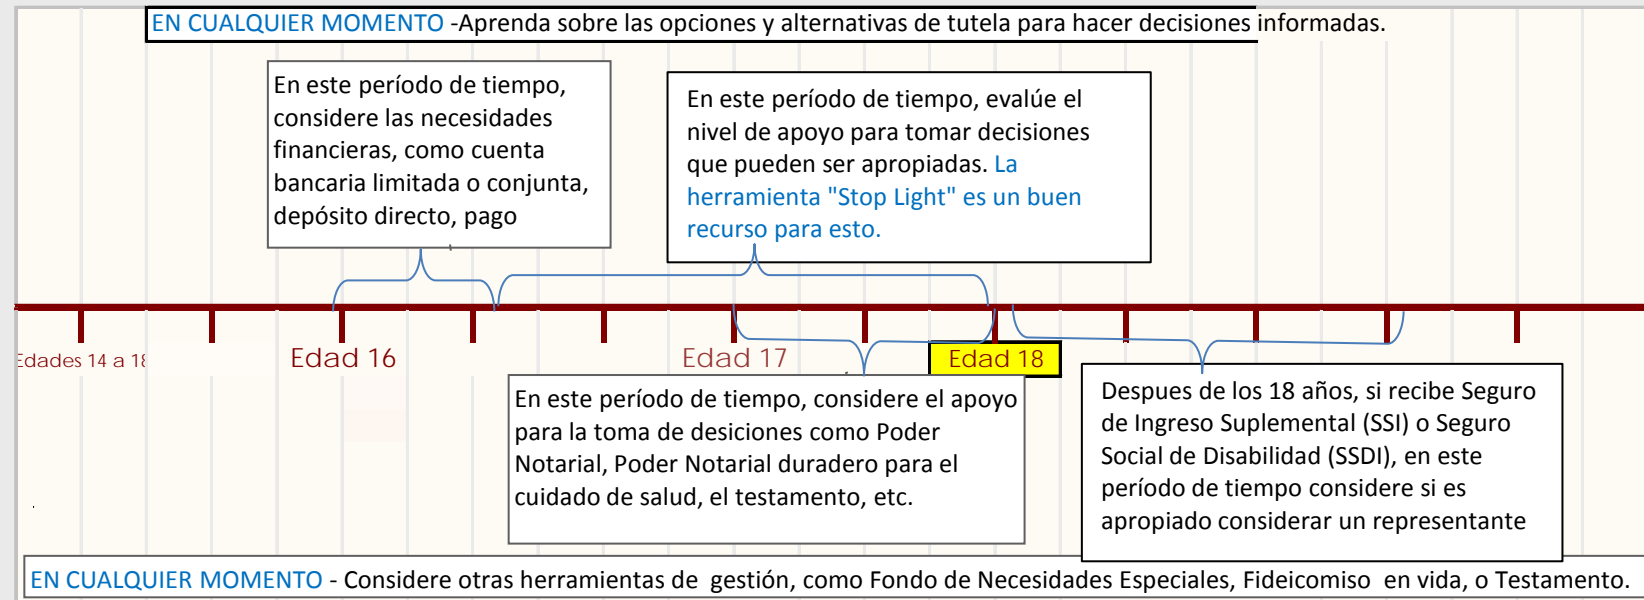 EN CUALQUIER MOMENTO -Aprenda sobre las opciones y alternativas de tutela para hacer decisiones informadas.
En este período de tiempo,
considere las necesidades
financieras, como cuenta
bancaria limitada o conjunta,
depósito directo, pago
En este período de tiempo, evalúe el
nivel de apoyo para tomar decisiones
que pueden ser apropiadas. La
herramienta "Stop Light" es un buen
recurso para esto.
Edades 14 a 18
Edad 16
Edad 17
Edad 18
En este período de tiempo, considere el apoyo
para la toma de desiciones como Poder
Notarial, Poder Notarial duradero para el
cuidado de salud, el testamento, etc.
Despues de los 18 años, si recibe Seguro
de Ingreso Suplemental (SSI) o Seguro
Social de Disabilidad (SSDI), en este
período de tiempo considere si es
apropiado considerar un representante
EN CUALQUIER MOMENTO - Considere otras herramientas de gestión, como Fondo de Necesidades Especiales, Fideicomiso en vida, o Testamento.